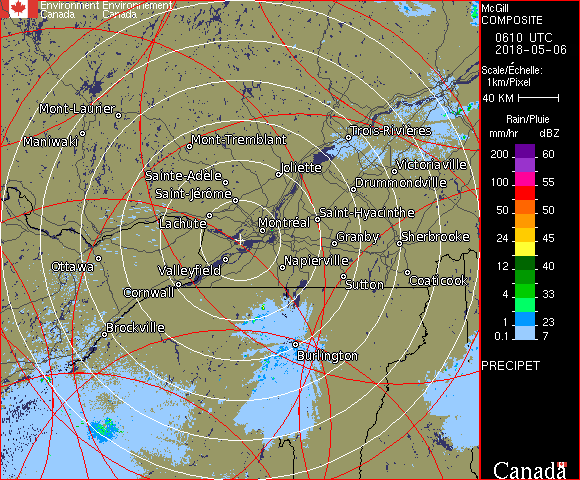 Environment Environnement
Canada Canada
McGill
COMPOSITE
0610 UTC
2018-05-06
Scale/Échelle:
1km/Pixel
40 KM
Rain/Pluie
mm/hr dBZ
200 60
100 55
75 53
50 50
24 45
12 40
4 33
1 23
0.1 7
PRECIPET
Mont-Laurier
Maniwaki
Mont-Tremblant
Trois-Rivières
Sainte-Adèle
Joliette
Victoriaville
Saint-Jérôme
Drummondville
Lachute
Montréal
Saint-Hyacinthe
Granby
Sherbrooke
Ottawa
Valleyfield
Napierville
Cornwall
Sutton
Coaticook
Brockville
Burlington
Canada